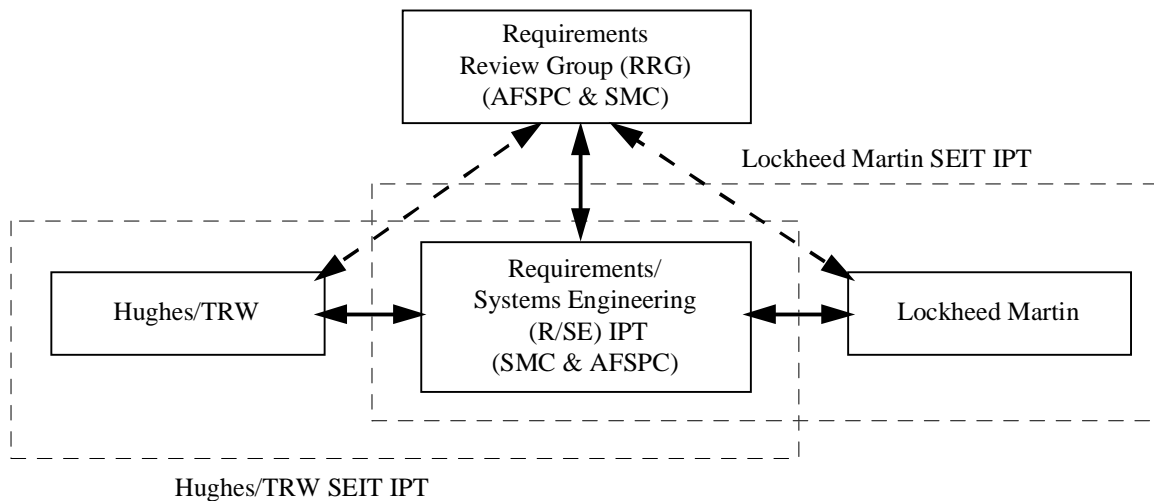 Requirements
Review Group (RRG)
(AFSPC & SMC)
Lockheed Martin SEIT IPT
Hughes/TRW
Requirements/
Systems Engineering
(R/SE) IPT
(SMC & AFSPC)
Lockheed Martin
Hughes/TRW SEIT IPT